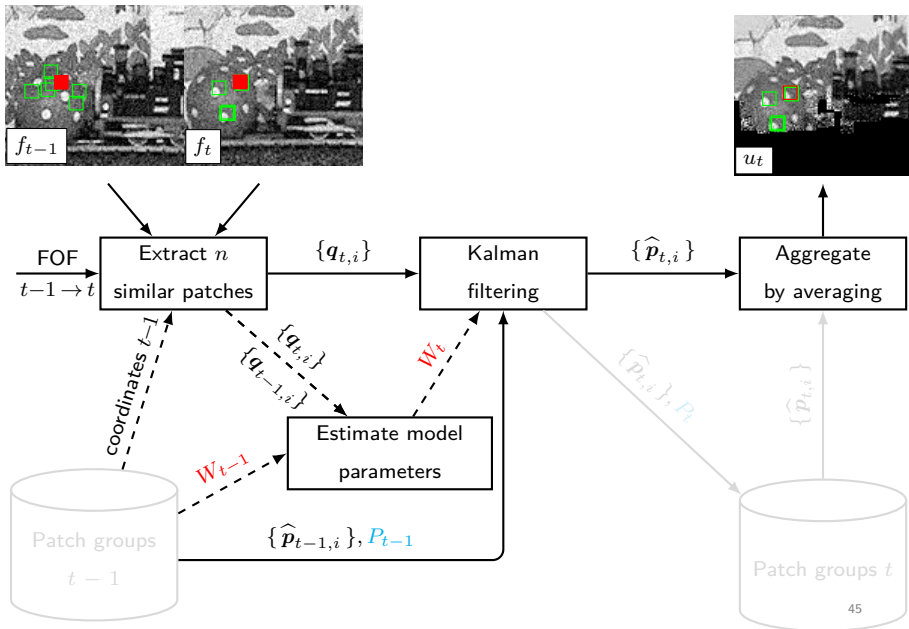 f_{t−1}
f_t
u_t
FOF
t−1 → t
Extract n
similar patches
{q_{t,i}}
Kalman
filtering
{p̂_{t,i}}
Aggregate
by averaging
coordinates t−1
{q_{t,i}}
{q_{t−1,i}}
W_t
{p̂_{t,i}}, P_t
{p̂_{t,i}}
W_{t−1}
Estimate model
parameters
{p̂_{t−1,i}}, P_{t−1}
Patch groups
t − 1
Patch groups t
45